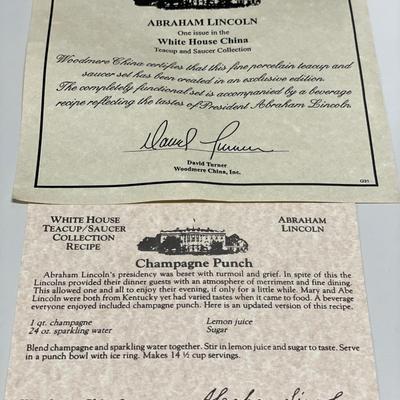 ABRAHAM LINCOLN
One issue in the
White House China
Teacup and Saucer Collection
Woodmere China certifies that this fine porcelain teacup and
saucer set has been created in an exclusive edition.
The completely functional set is accompanied by a beverage
recipe reflecting the tastes of President Abraham Lincoln.
David Turner
David Turner
Woodmere China, Inc.
WHITE HOUSE
TEACUP/SAUCER
COLLECTION
RECIPE
ABRAHAM
LINCOLN
Champagne Punch
Abraham Lincoln's presidency was beset with turmoil and grief. In spite of this the
Lincolns provided their dinner guests with an atmosphere of merriment and fine dining.
This allowed one and all to enjoy their evening, if only for a little while. Mary and Abe
Lincoln were both from Kentucky yet had varied tastes when it came to food. A beverage
everyone enjoyed included champagne punch. Here is an updated version of this recipe.
1 qt. champagne
24 oz. sparkling water
Lemon juice
Sugar
Blend champagne and sparkling water together. Stir in lemon juice and sugar to taste. Serve
in a punch bowl with ice ring. Makes 14 ½ cup servings.